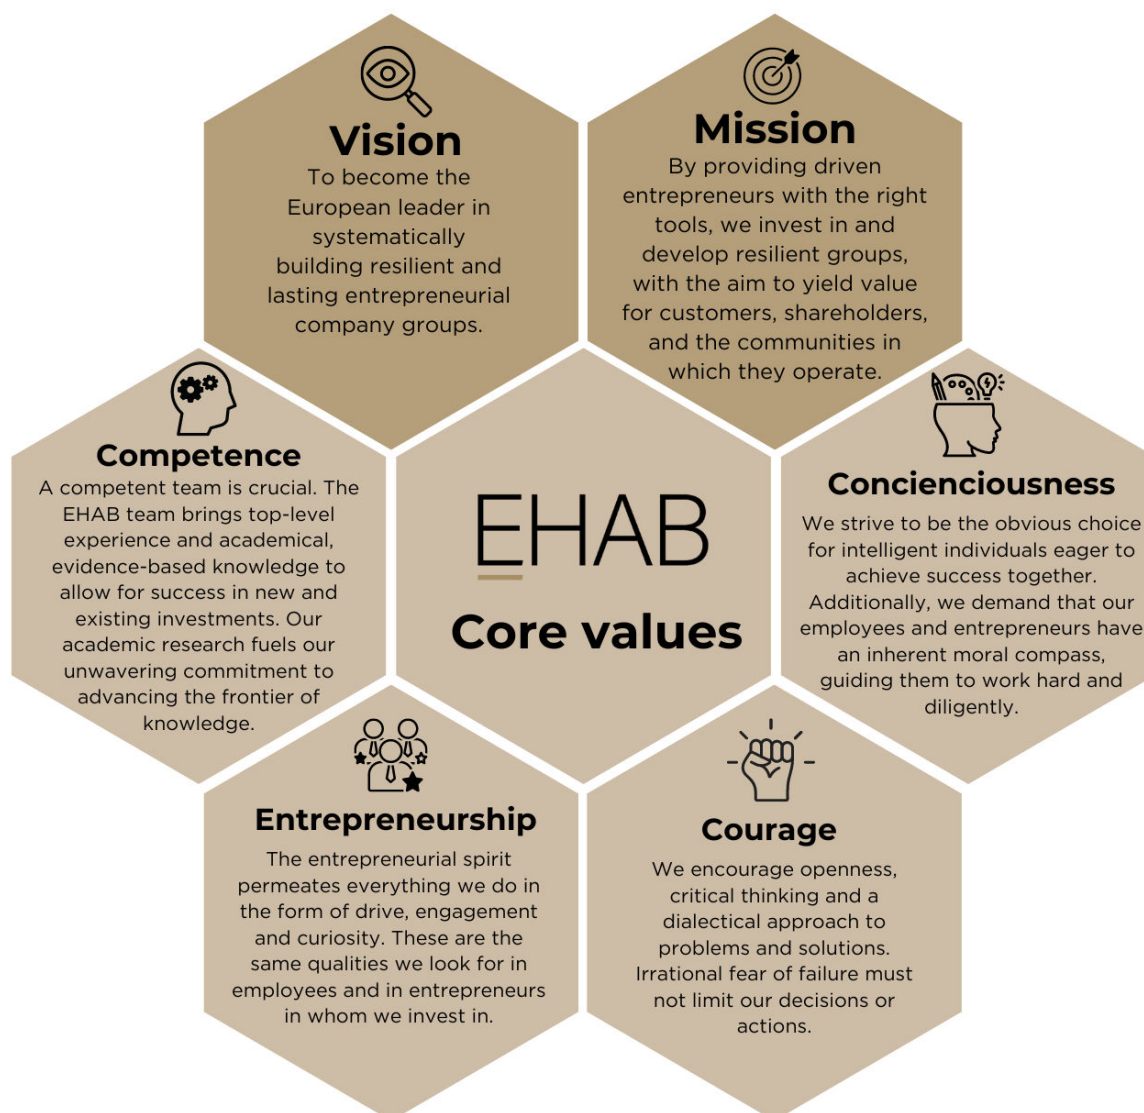 Vision
To become the
European leader in
systematically
building resilient and
lasting entrepreneurial
company groups.
Mission
By providing driven
entrepreneurs with the right
tools, we invest in and
develop resilient groups,
with the aim to yield value
for customers, shareholders,
and the communities in
which they operate.
Competence
A competent team is crucial. The
EHAB team brings top-level
experience and academical,
evidence-based knowledge to
allow for success in new and
existing investments. Our
academic research fuels our
unwavering commitment to
advancing the frontier of
knowledge.
EHAB
Core values
Concienciousness
We strive to be the obvious choice
for intelligent individuals eager to
achieve success together.
Additionally, we demand that our
employees and entrepreneurs have
an inherent moral compass,
guiding them to work hard and
diligently.
Entrepreneurship
The entrepreneurial spirit
permeates everything we do in
the form of drive, engagement
and curiosity. These are the
same qualities we look for in
employees and in entrepreneurs
in whom we invest in.
Courage
We encourage openness,
critical thinking and a
dialectical approach to
problems and solutions.
Irrational fear of failure must
not limit our decisions or
actions.